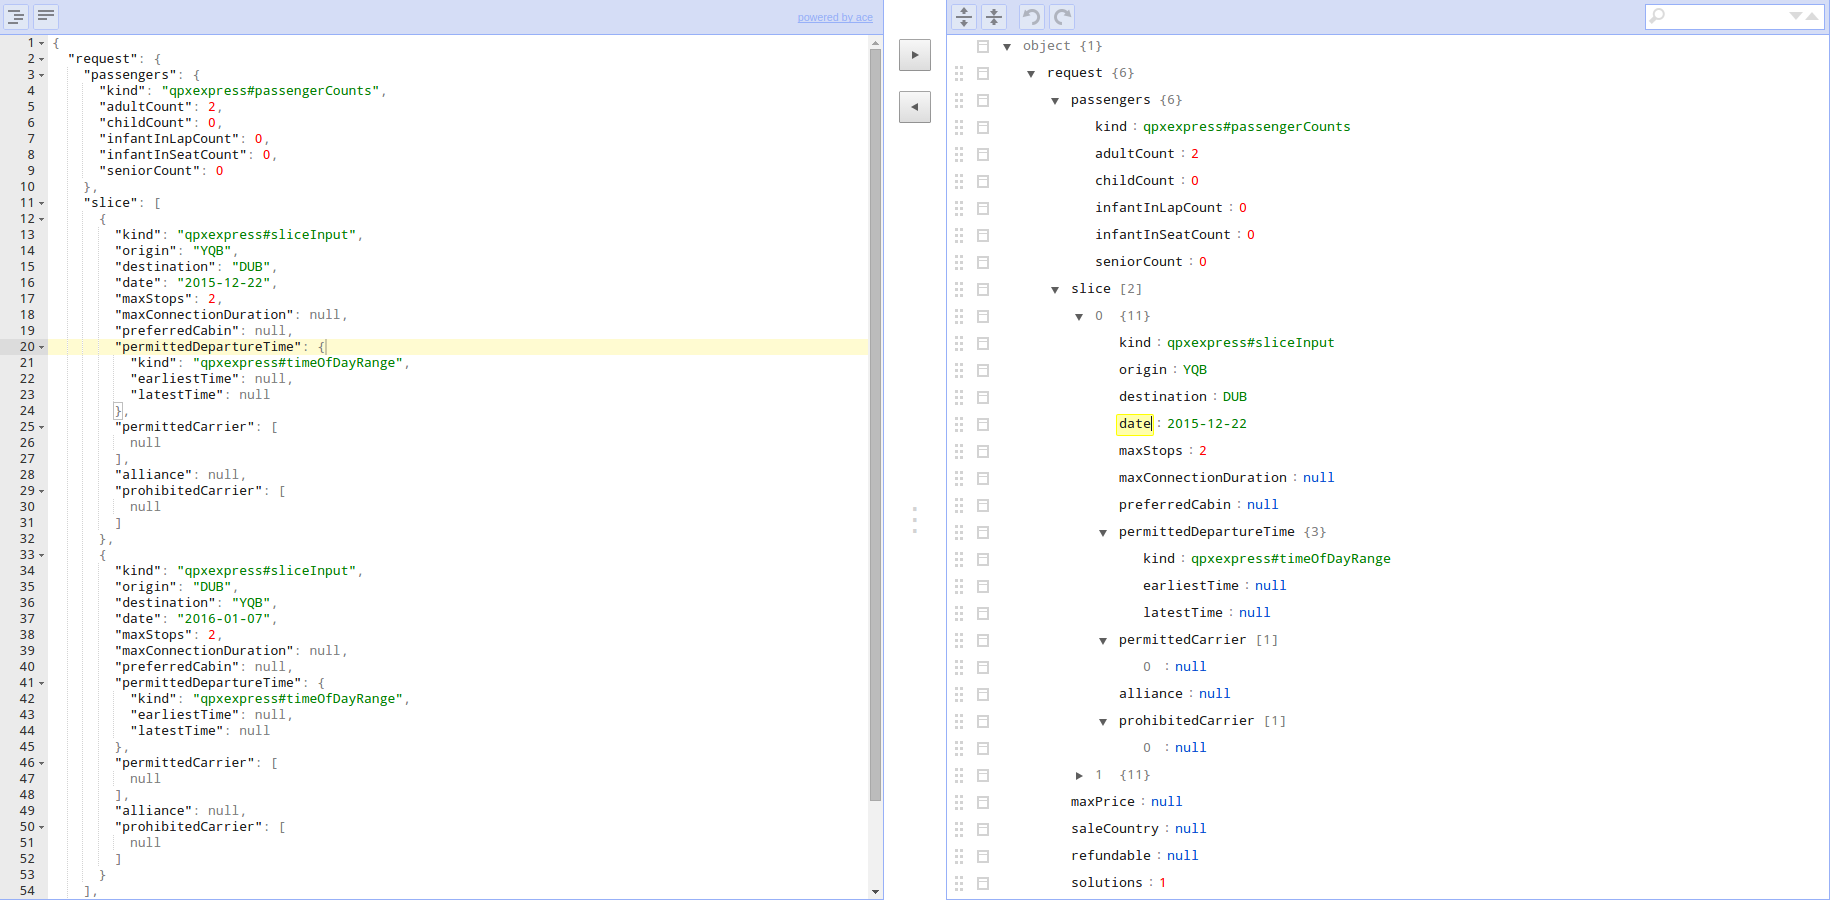 powered by ace
1 {
2 "request": {
3 "passengers": {
4 "kind": "qpxexpress#passengerCounts",
5 "adultCount": 2,
6 "childCount": 0,
7 "infantInLapCount": 0,
8 "infantInSeatCount": 0,
9 "seniorCount": 0
10 },
11 "slice": [
12 {
13 "kind": "qpxexpress#sliceInput",
14 "origin": "YQB",
15 "destination": "DUB",
16 "date": "2015-12-22",
17 "maxStops": 2,
18 "maxConnectionDuration": null,
19 "preferredCabin": null,
20 "permittedDepartureTime": {
21 "kind": "qpxexpress#timeOfDayRange",
22 "earliestTime": null,
23 "latestTime": null
24 },
25 "permittedCarrier": [
26 null
27 ],
28 "alliance": null,
29 "prohibitedCarrier": [
30 null
31 ]
32 },
33 {
34 "kind": "qpxexpress#sliceInput",
35 "origin": "DUB",
36 "destination": "YQB",
37 "date": "2016-01-07",
38 "maxStops": 2,
39 "maxConnectionDuration": null,
40 "preferredCabin": null,
41 "permittedDepartureTime": {
42 "kind": "qpxexpress#timeOfDayRange",
43 "earliestTime": null,
44 "latestTime": null
45 },
46 "permittedCarrier": [
47 null
48 ],
49 "alliance": null,
50 "prohibitedCarrier": [
51 null
52 ]
53 }
54 ],
object {1}
request {6}
passengers {6}
kind : qpxexpress#passengerCounts
adultCount : 2
childCount : 0
infantInLapCount : 0
infantInSeatCount : 0
seniorCount : 0
slice [2]
0 {11}
kind : qpxexpress#sliceInput
origin : YQB
destination : DUB
date : 2015-12-22
maxStops : 2
maxConnectionDuration : null
preferredCabin : null
permittedDepartureTime {3}
kind : qpxexpress#timeOfDayRange
earliestTime : null
latestTime : null
permittedCarrier [1]
0 : null
alliance : null
prohibitedCarrier [1]
0 : null
1 {11}
maxPrice : null
saleCountry : null
refundable : null
solutions : 1